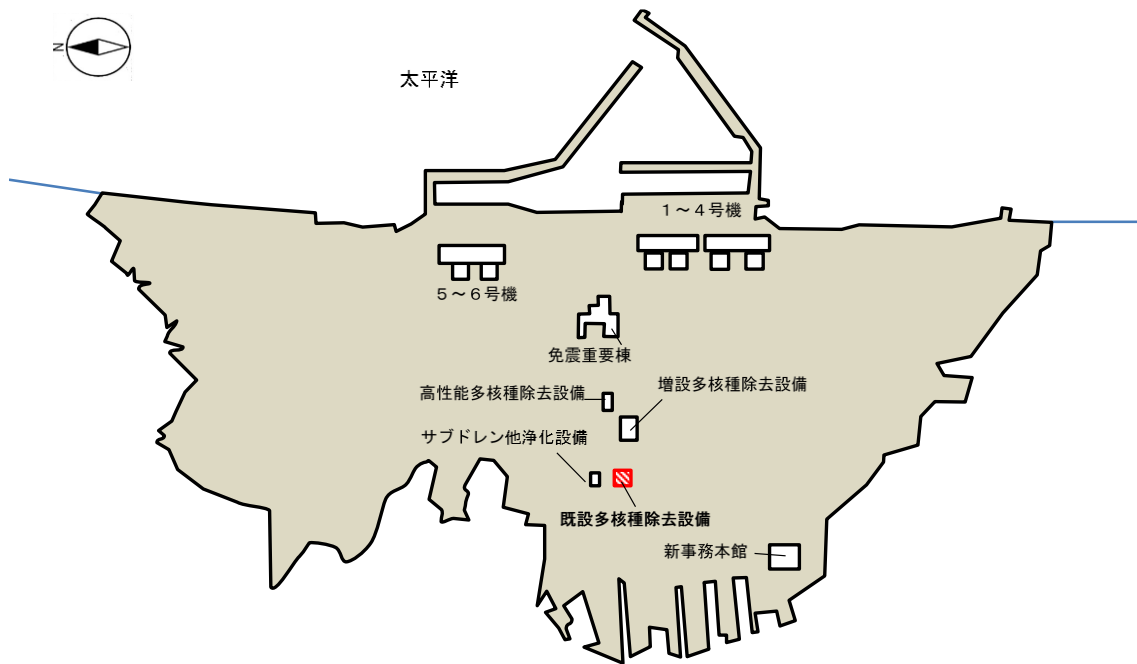 N
太平洋
１～４号機
５～６号機
免震重要棟
高性能多核種除去設備
増設多核種除去設備
サブドレン他浄化設備
既設多核種除去設備
新事務本館